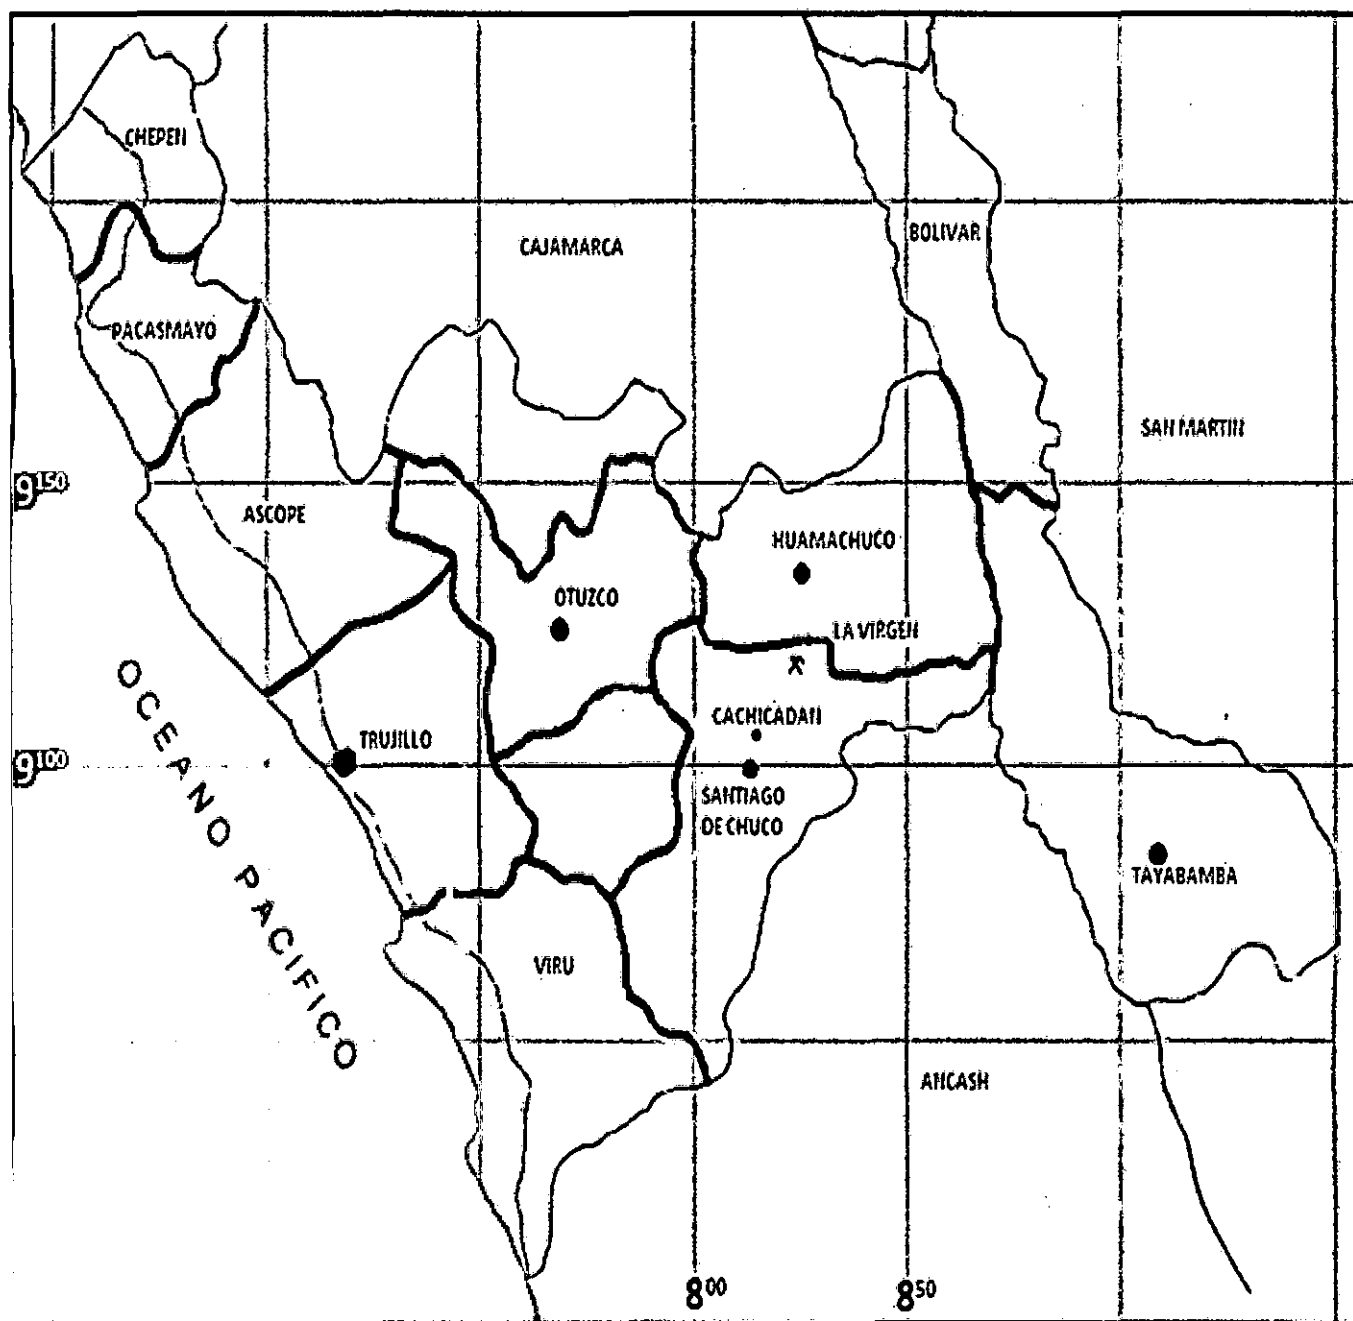 CHEPEN
CAJAMARCA
BOLIVAR
PACASMAYO
SAN MARTIN
9150
ASCOPE
HUAMACHUCO
OTUZCO
LA VIRGEN
CACHICADAN
TRUJILLO
9100
SANTIAGO
DE CHUCO
TAYABAMBA
OCEANO PACIFICO
VIRU
ANCASH
800
850